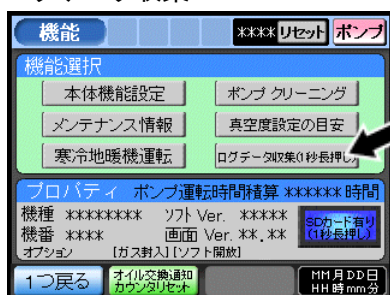 機能 **** リセット ポンプ
機能選択
本体機能設定 ポンプ クリーニング
メンテナンス情報 真空度設定の目安
寒冷地暖機運転 ログデータ収集(1秒長押し)
プロパティ ポンプ運転時間積算 ****** 時間
機種 ******** ソフト Ver. *****
機番 **** 画面 Ver. **.**
オプション [ガス封入][ソフト開放]
SDカード有り
(1秒長押し)
1つ戻る
オイル交換通知
カウンタリセット
MM月DD日
HH時mm分